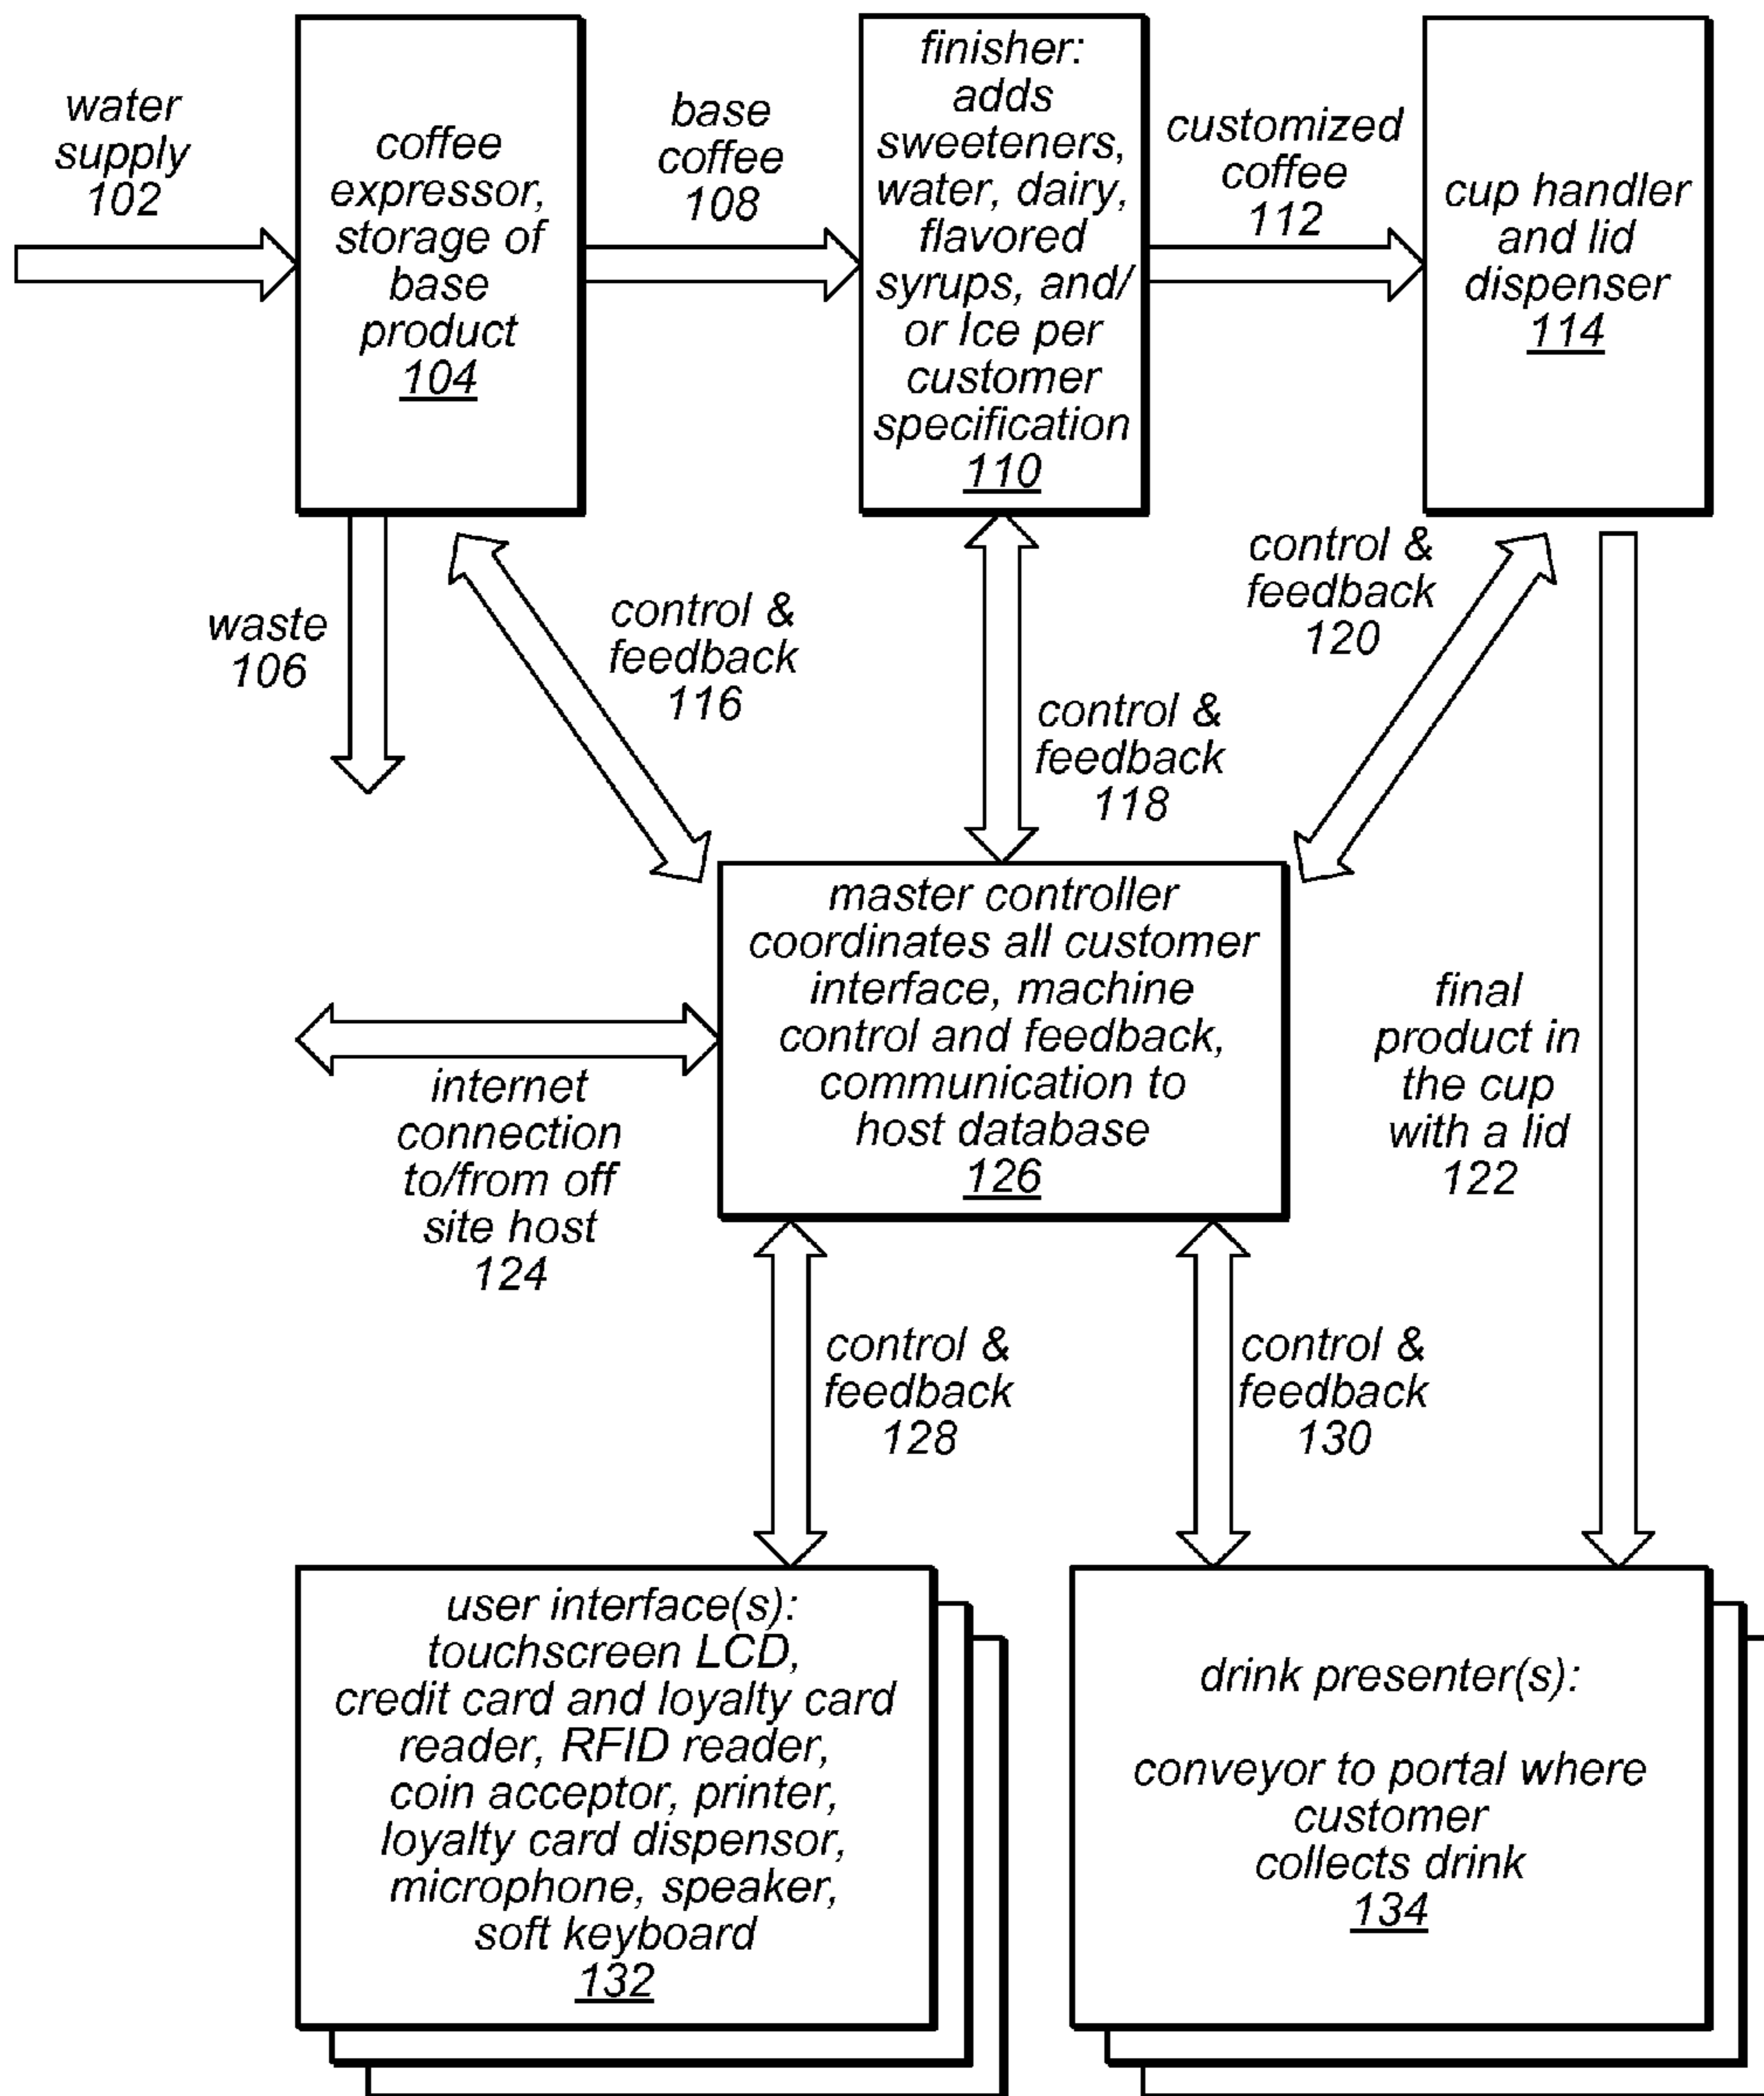 water
supply
102
coffee
expressor,
storage of
base
product
104
base
coffee
108
finisher:
adds
sweeteners,
water, dairy,
flavored
syrups, and/
or Ice per
customer
specification
110
customized
coffee
112
cup handler
and lid
dispenser
114
waste
106
control &
feedback
116
control &
feedback
118
control &
feedback
120
master controller
coordinates all customer
interface, machine
control and feedback,
communication to
host database
126
final
product in
the cup
with a lid
122
internet
connection
to/from off
site host
124
control &
feedback
128
control &
feedback
130
user interface(s):
touchscreen LCD,
credit card and loyalty card
reader, RFID reader,
coin acceptor, printer,
loyalty card dispensor,
microphone, speaker,
soft keyboard
132
drink presenter(s):
conveyor to portal where
customer
collects drink
134